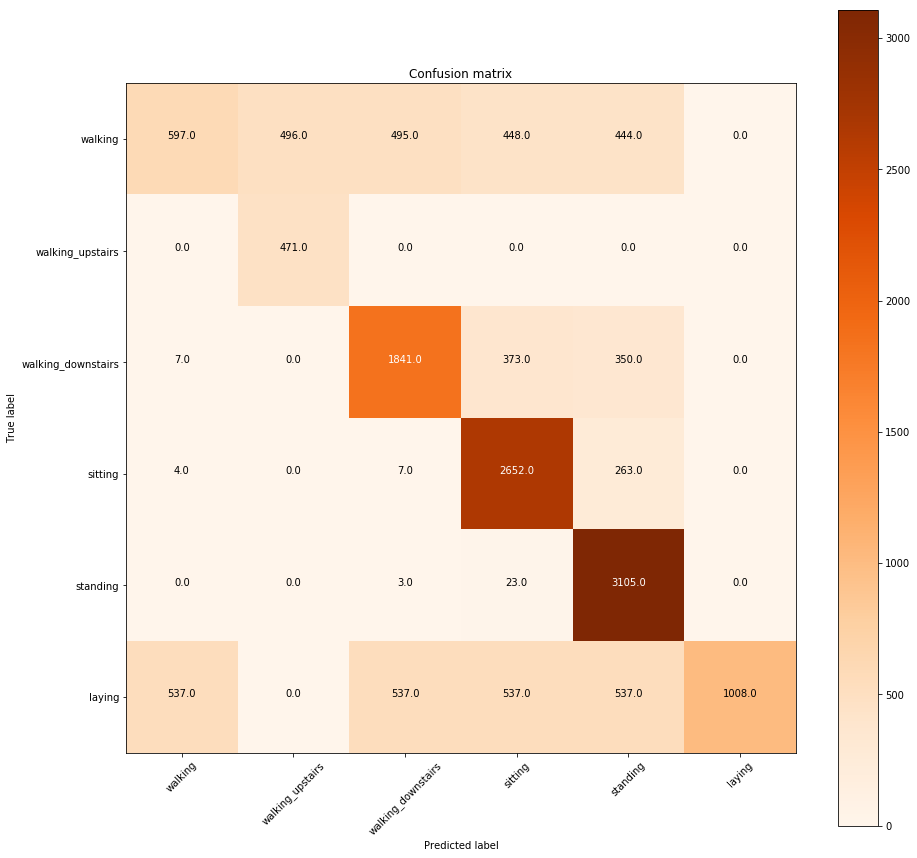 Confusion matrix
walking 597.0 496.0 495.0 448.0 444.0 0.0
walking_upstairs 0.0 471.0 0.0 0.0 0.0 0.0
walking_downstairs 7.0 0.0 1841.0 373.0 350.0 0.0
sitting 4.0 0.0 7.0 2652.0 263.0 0.0
standing 0.0 0.0 3.0 23.0 3105.0 0.0
laying 537.0 0.0 537.0 537.0 537.0 1008.0
True label
walking walking_upstairs walking_downstairs sitting standing laying
Predicted label
3000
2500
2000
1500
1000
500
0